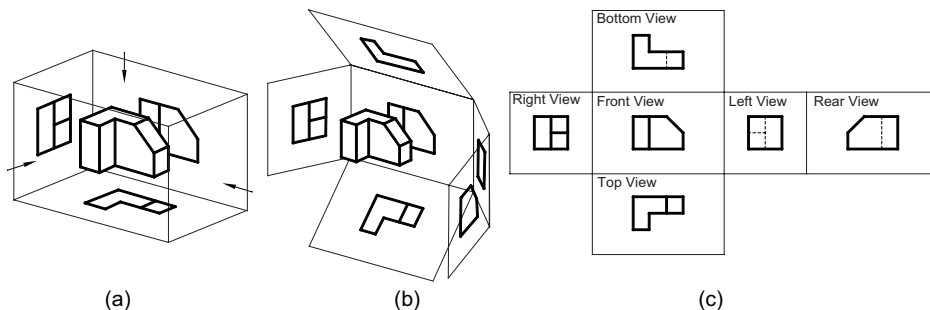 Bottom View
Right View
Front View
Left View
Rear View
Top View
(a)
(b)
(c)